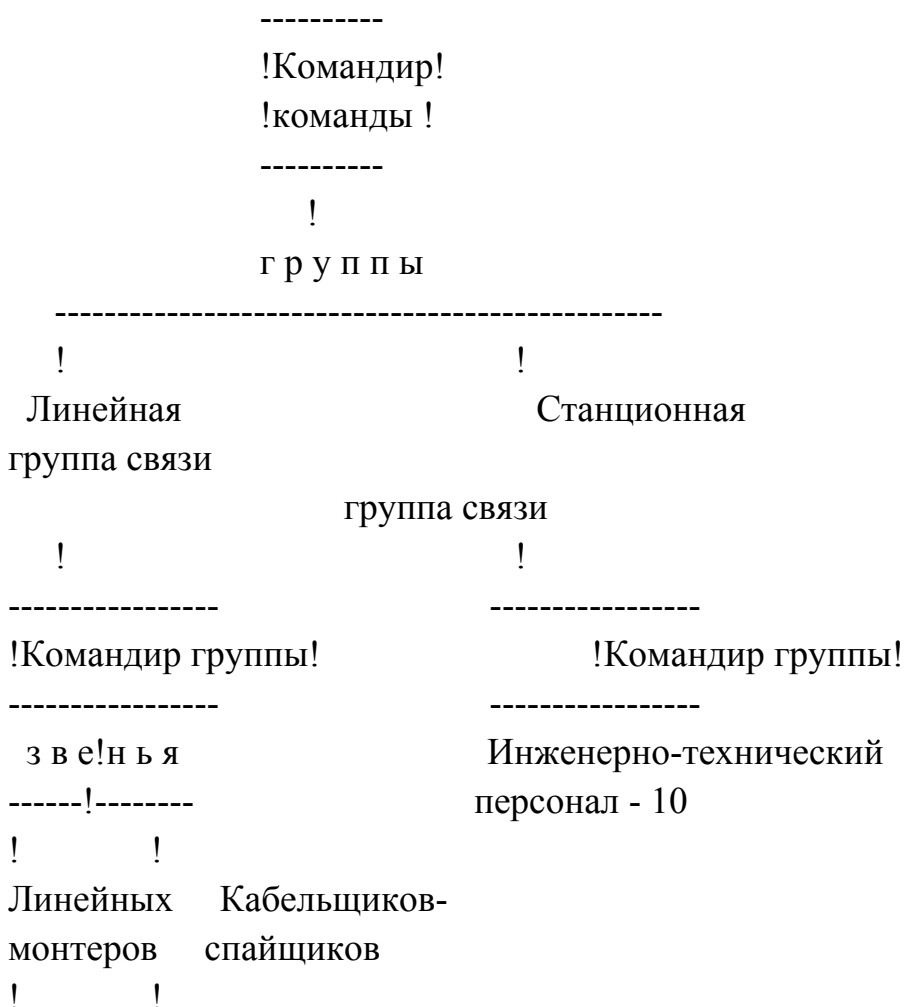 ----------
!Командир!
!команды !
----------
!
г р у п п ы
-------------------------------------------------
! !
Линейная Станционная
группа связи
группа связи
! !
----------------- -----------------
!Командир группы! !Командир группы!
----------------- -----------------
з в е!н ь я Инженерно-технический
------!-------- персонал - 10
! !
Линейных Кабельщиков-
монтеров спайщиков
! !